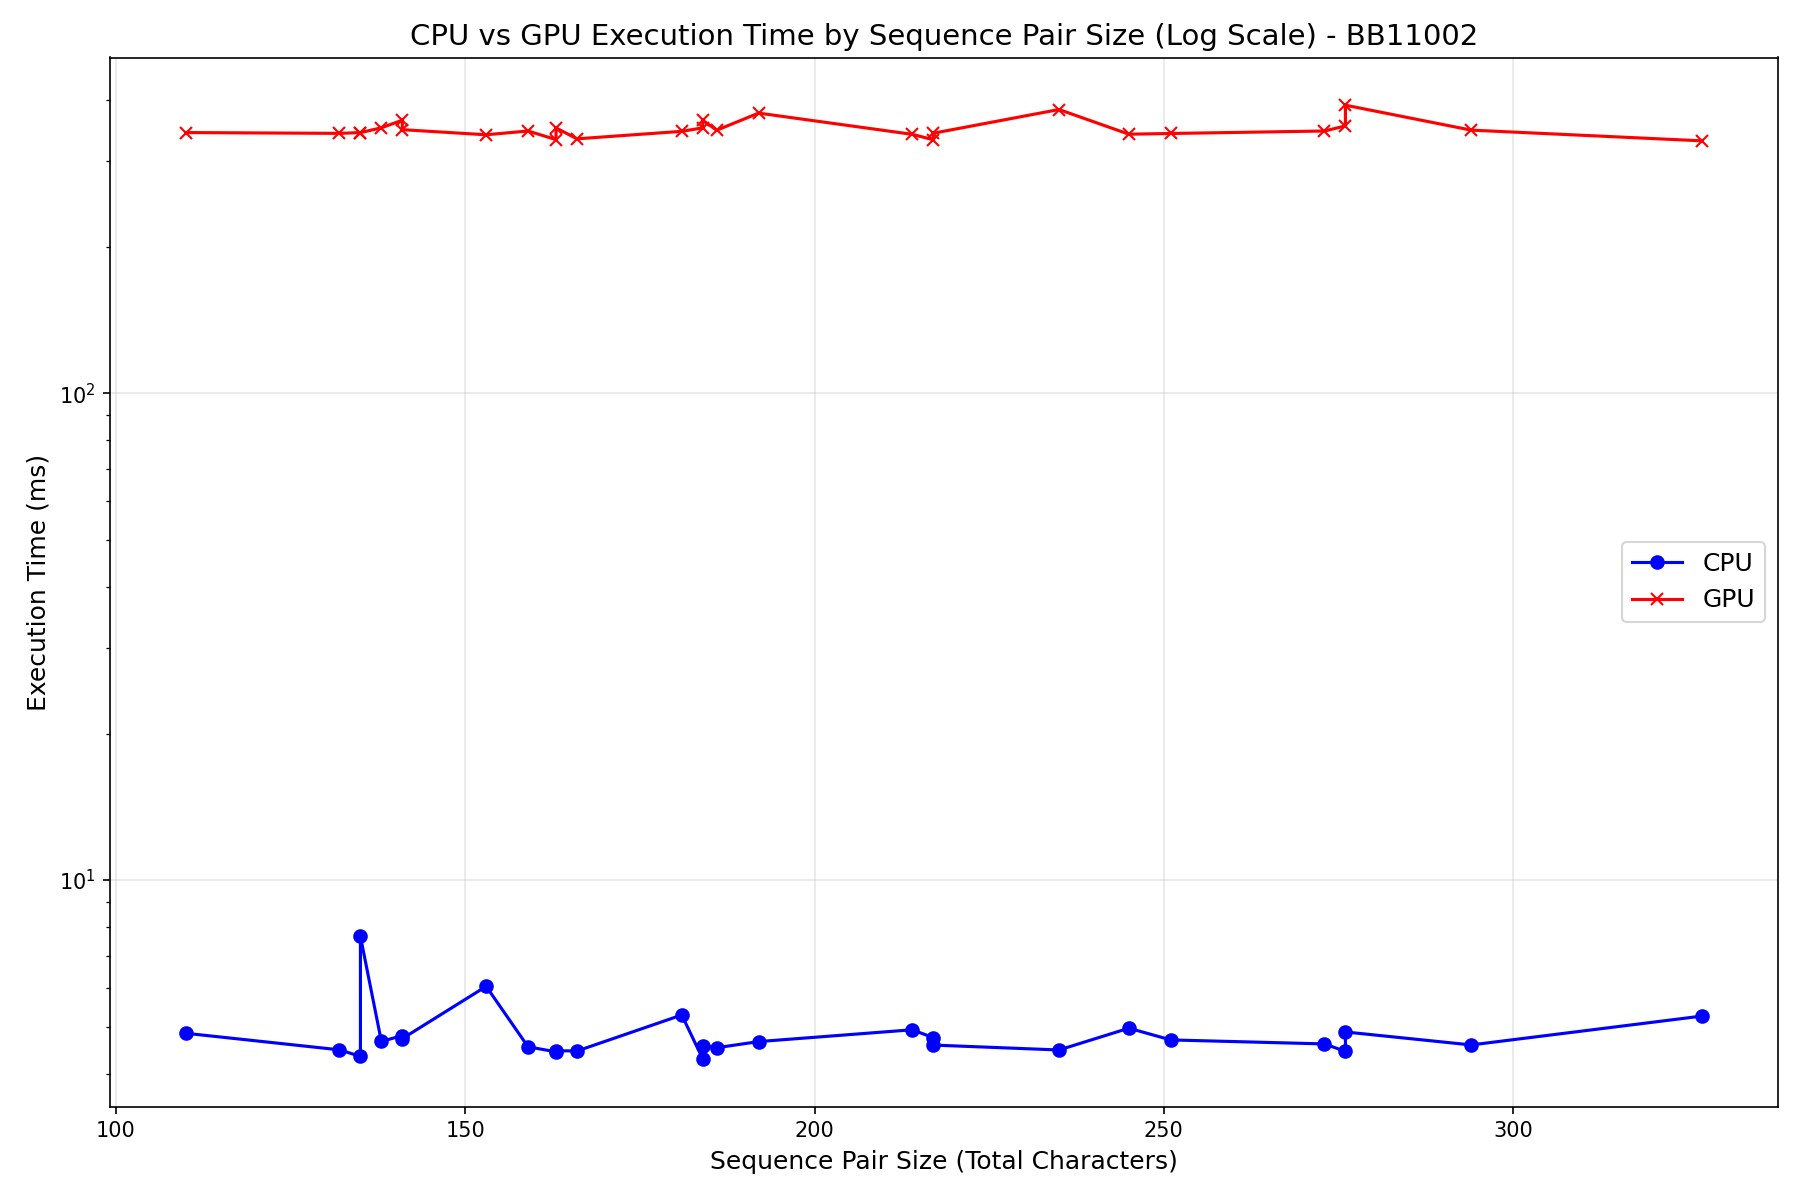 CPU vs GPU Execution Time by Sequence Pair Size (Log Scale) - BB11002
Execution Time (ms)
10²
10¹
CPU
GPU
100 150 200 250 300
Sequence Pair Size (Total Characters)